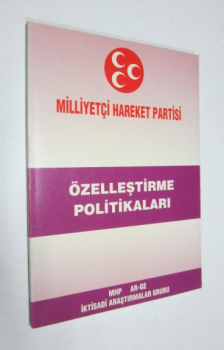 MİLLİYETÇİ HAREKET PARTİSİ
ÖZELLEŞTİRME
POLİTİKALARI
MHP AR-GE
İKTİSADİ ARAŞTIRMALAR GRUBU